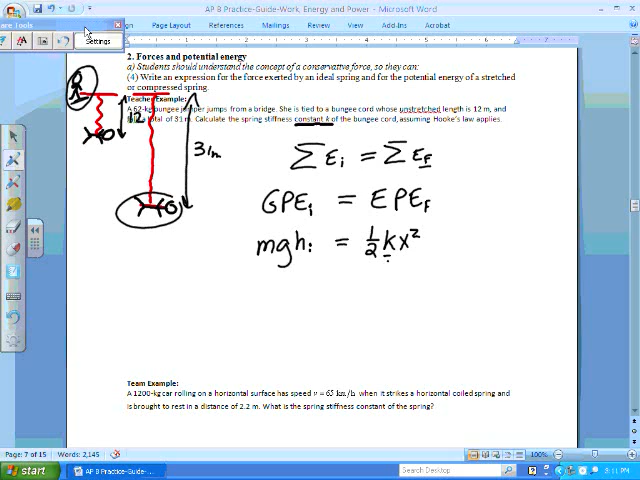 AP B Practice-Guide-Work, Energy and Power - Microsoft Word
are Tools
Settings
Page Layout References Mailings Review View
2. Forces and potential energy
a) Students should understand the concept of a conservative force, so they can:
(4) Write an expression for the force exerted by an ideal spring and for the potential energy of a stretched
or compressed spring.
Teacher Example:
A 62-kg bungee jumper jumps from a bridge. She is tied to a bungee cord whose unstretched length is 12 m, and
total of 31 m. Calculate the spring stiffness constant k of the bungee cord, assuming Hooke's law applies.
12
31m
ΣEi = ΣEF
GPEi = EPEF
mghi = 1/2 kx²
Team Example:
A 1200-kg car rolling on a horizontal surface has speed v = 65 km/h when it strikes a horizontal coiled spring and
is brought to rest in a distance of 2.2 m. What is the spring stiffness constant of the spring?
Page: 7 of 15 Words: 2,145 100%
start AP B Practice-Guide-... Search Desktop 5:11 PM